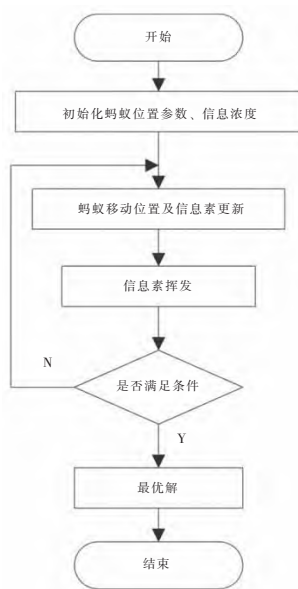 开始
初始化蚂蚁位置参数、信息浓度
蚂蚁移动位置及信息素更新
信息素挥发
是否满足条件
N
Y
最优解
结束